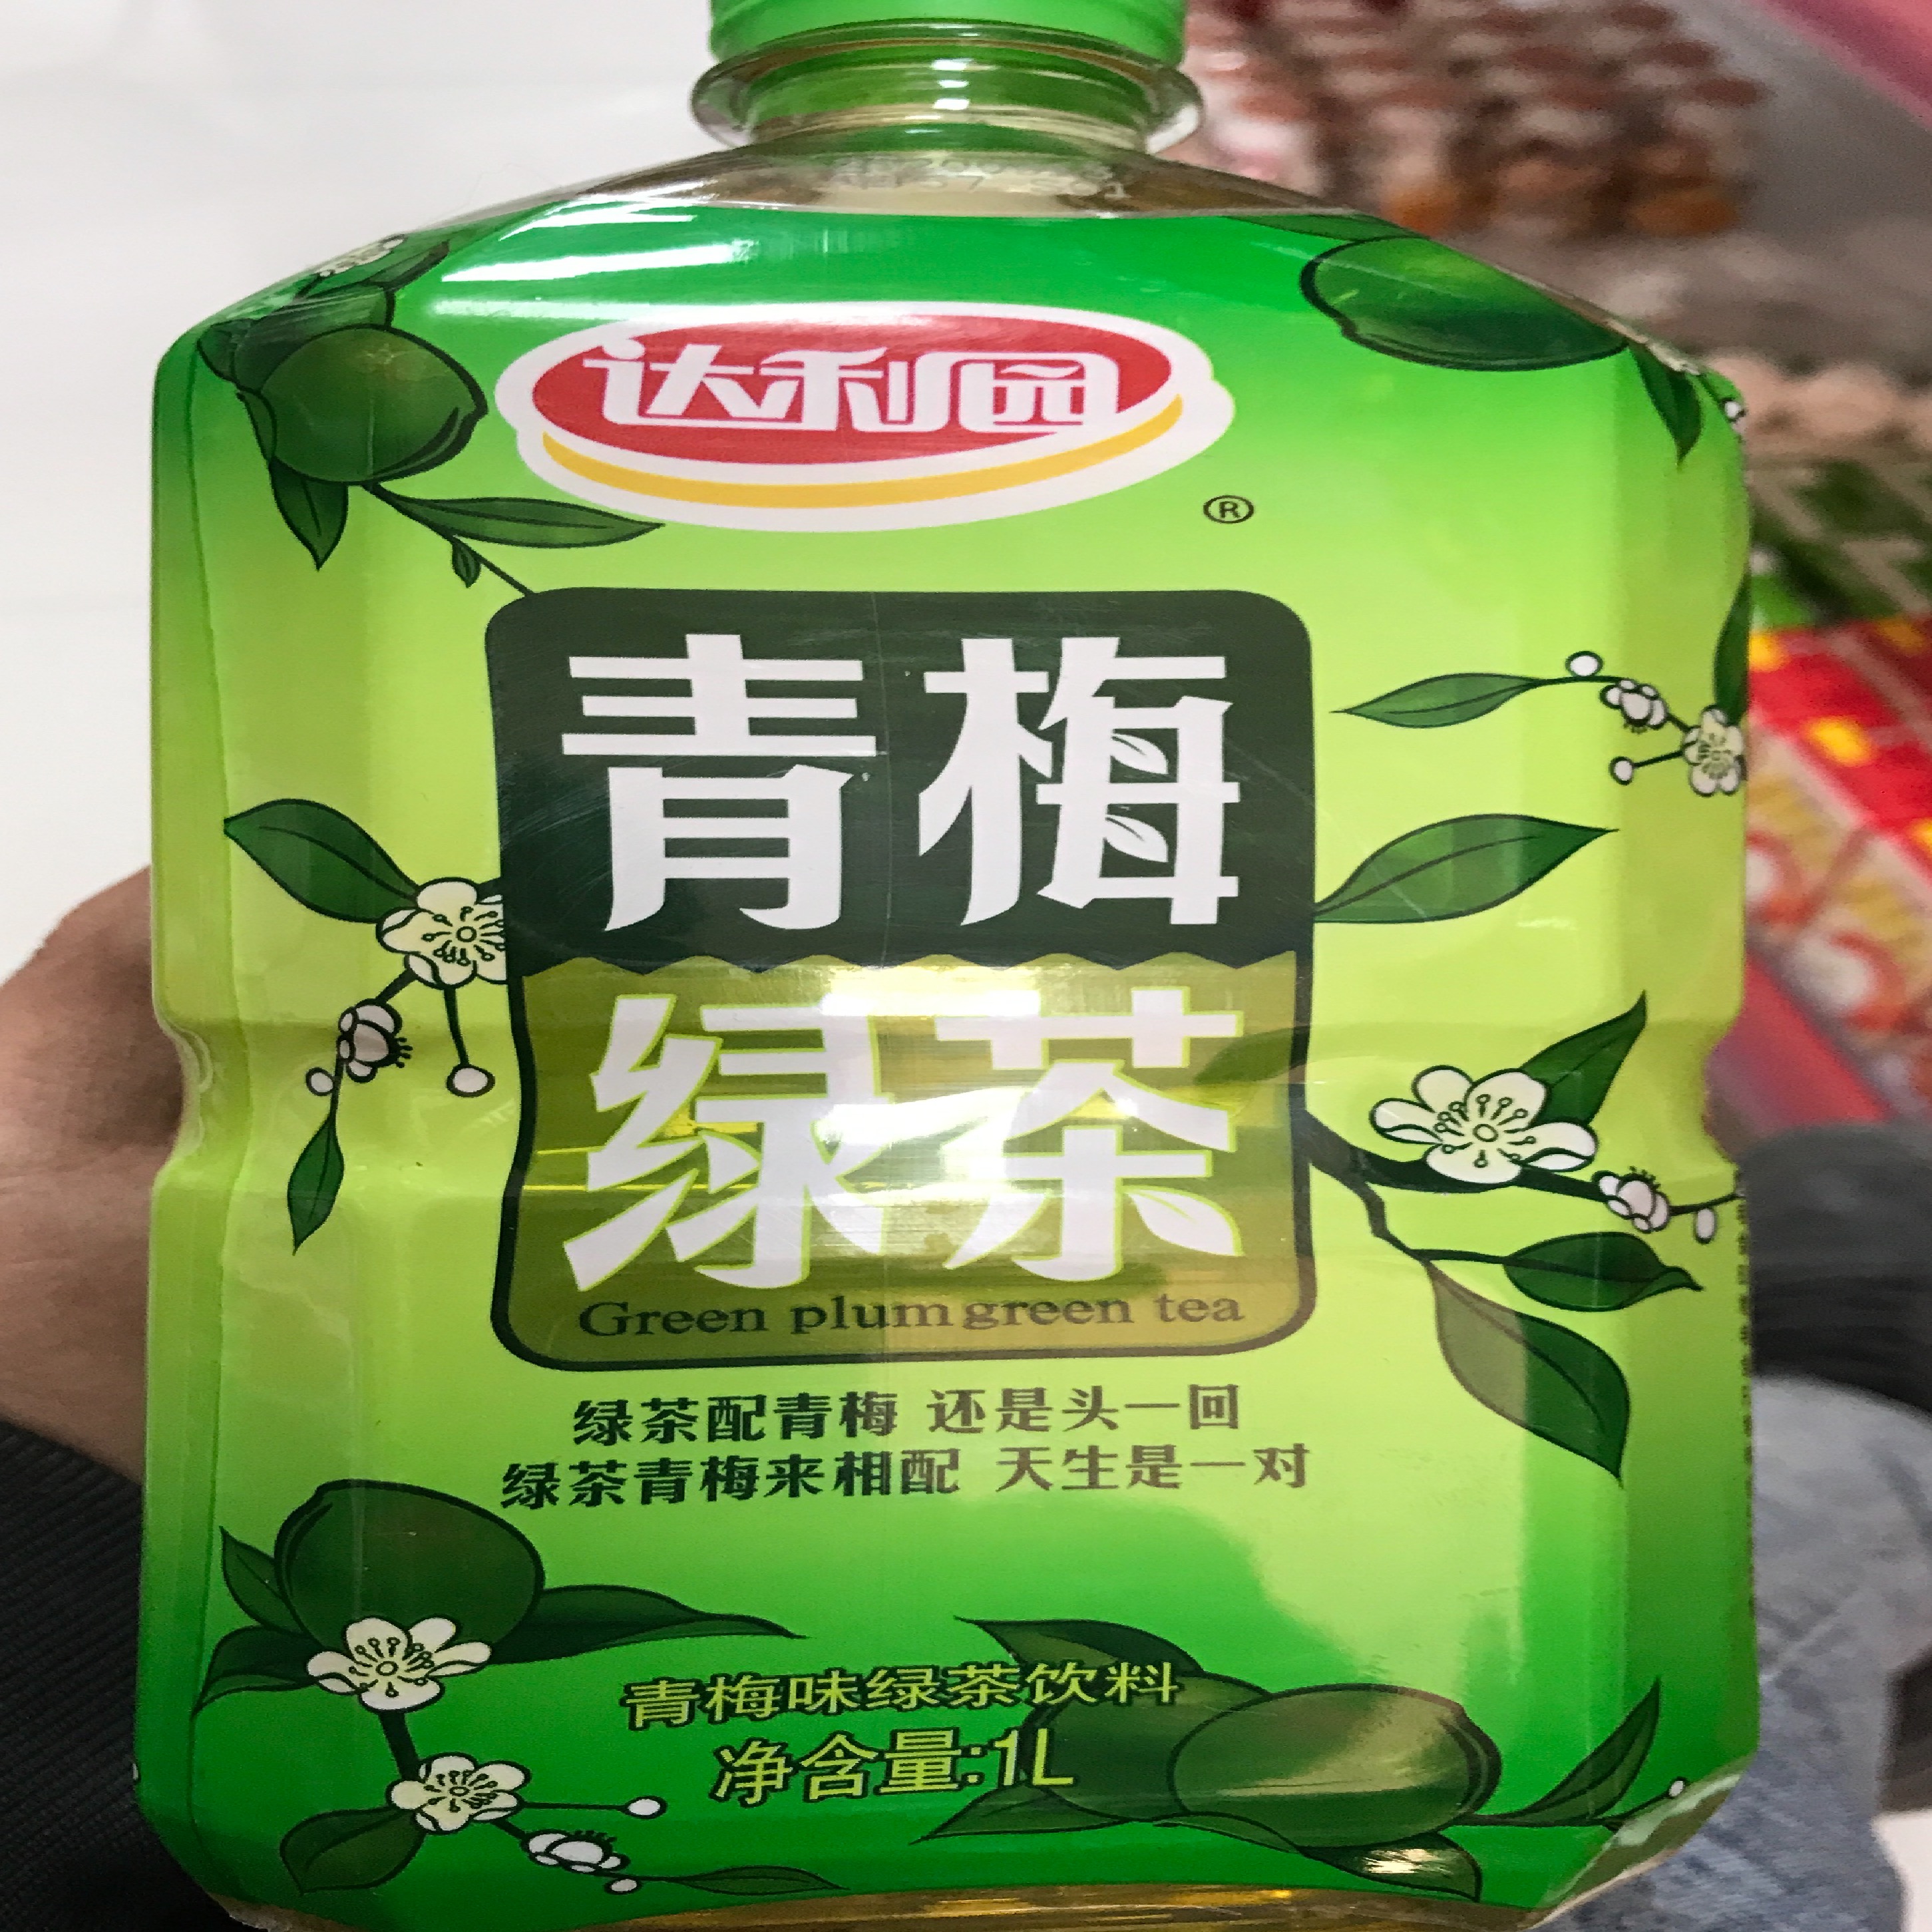 达利园
®
青梅
绿茶
Green plum green tea
绿茶配青梅 还是头一回
绿茶青梅来相配 天生是一对
青梅味绿茶饮料
净含量:1L